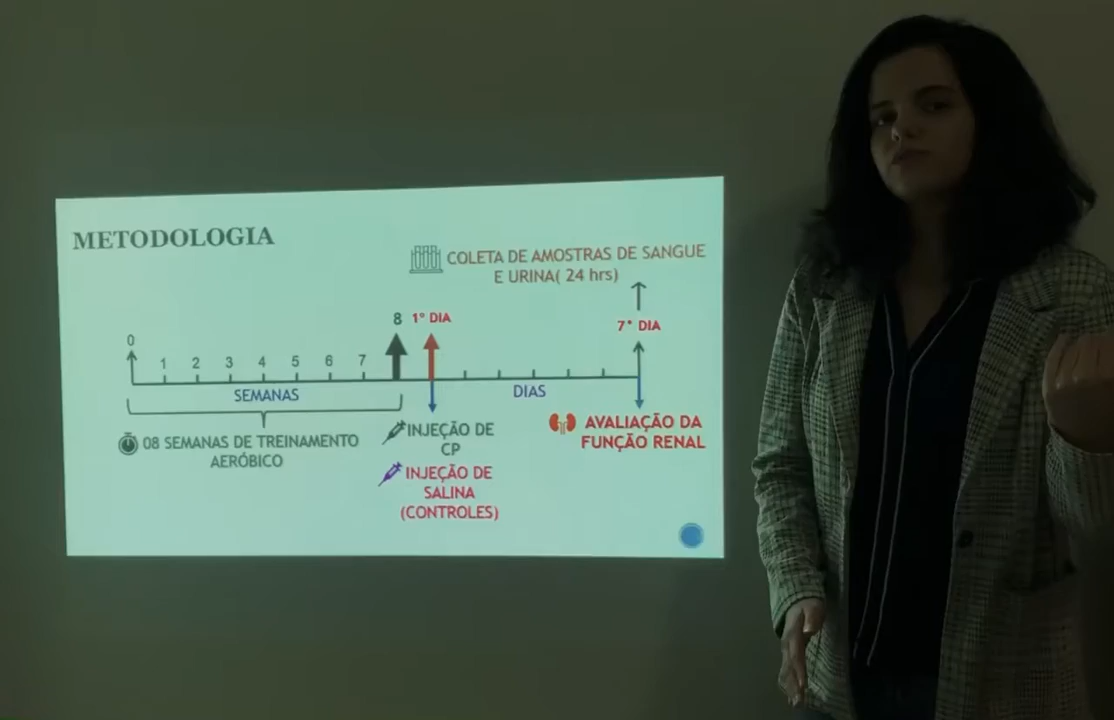 METODOLOGIA
COLETA DE AMOSTRAS DE SANGUE
E URINA( 24 hrs)
8 1° DIA
7° DIA
0
1 2 3 4 5 6 7
SEMANAS
DIAS
08 SEMANAS DE TREINAMENTO
AERÓBICO
INJEÇÃO DE
CP
INJEÇÃO DE
SALINA
(CONTROLES)
AVALIAÇÃO DA
FUNÇÃO RENAL